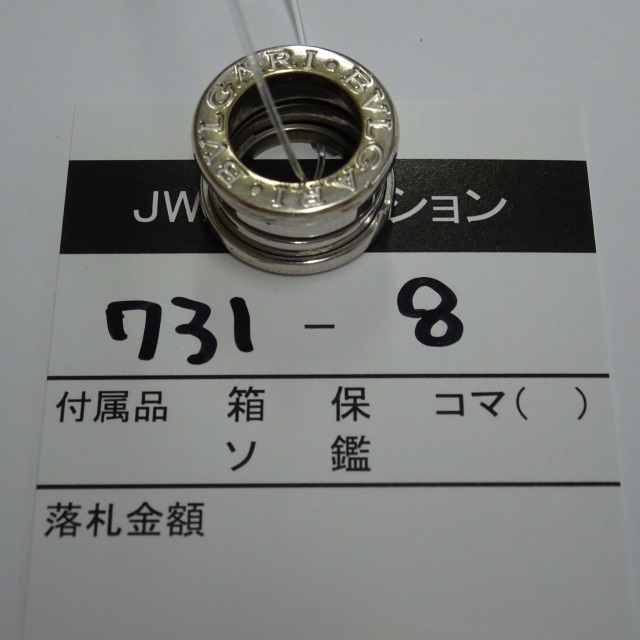 BVLGARI • BVLGARI •
JW ション
731 - 8
付属品 箱 保 コマ( )
ソ 鑑
落札金額